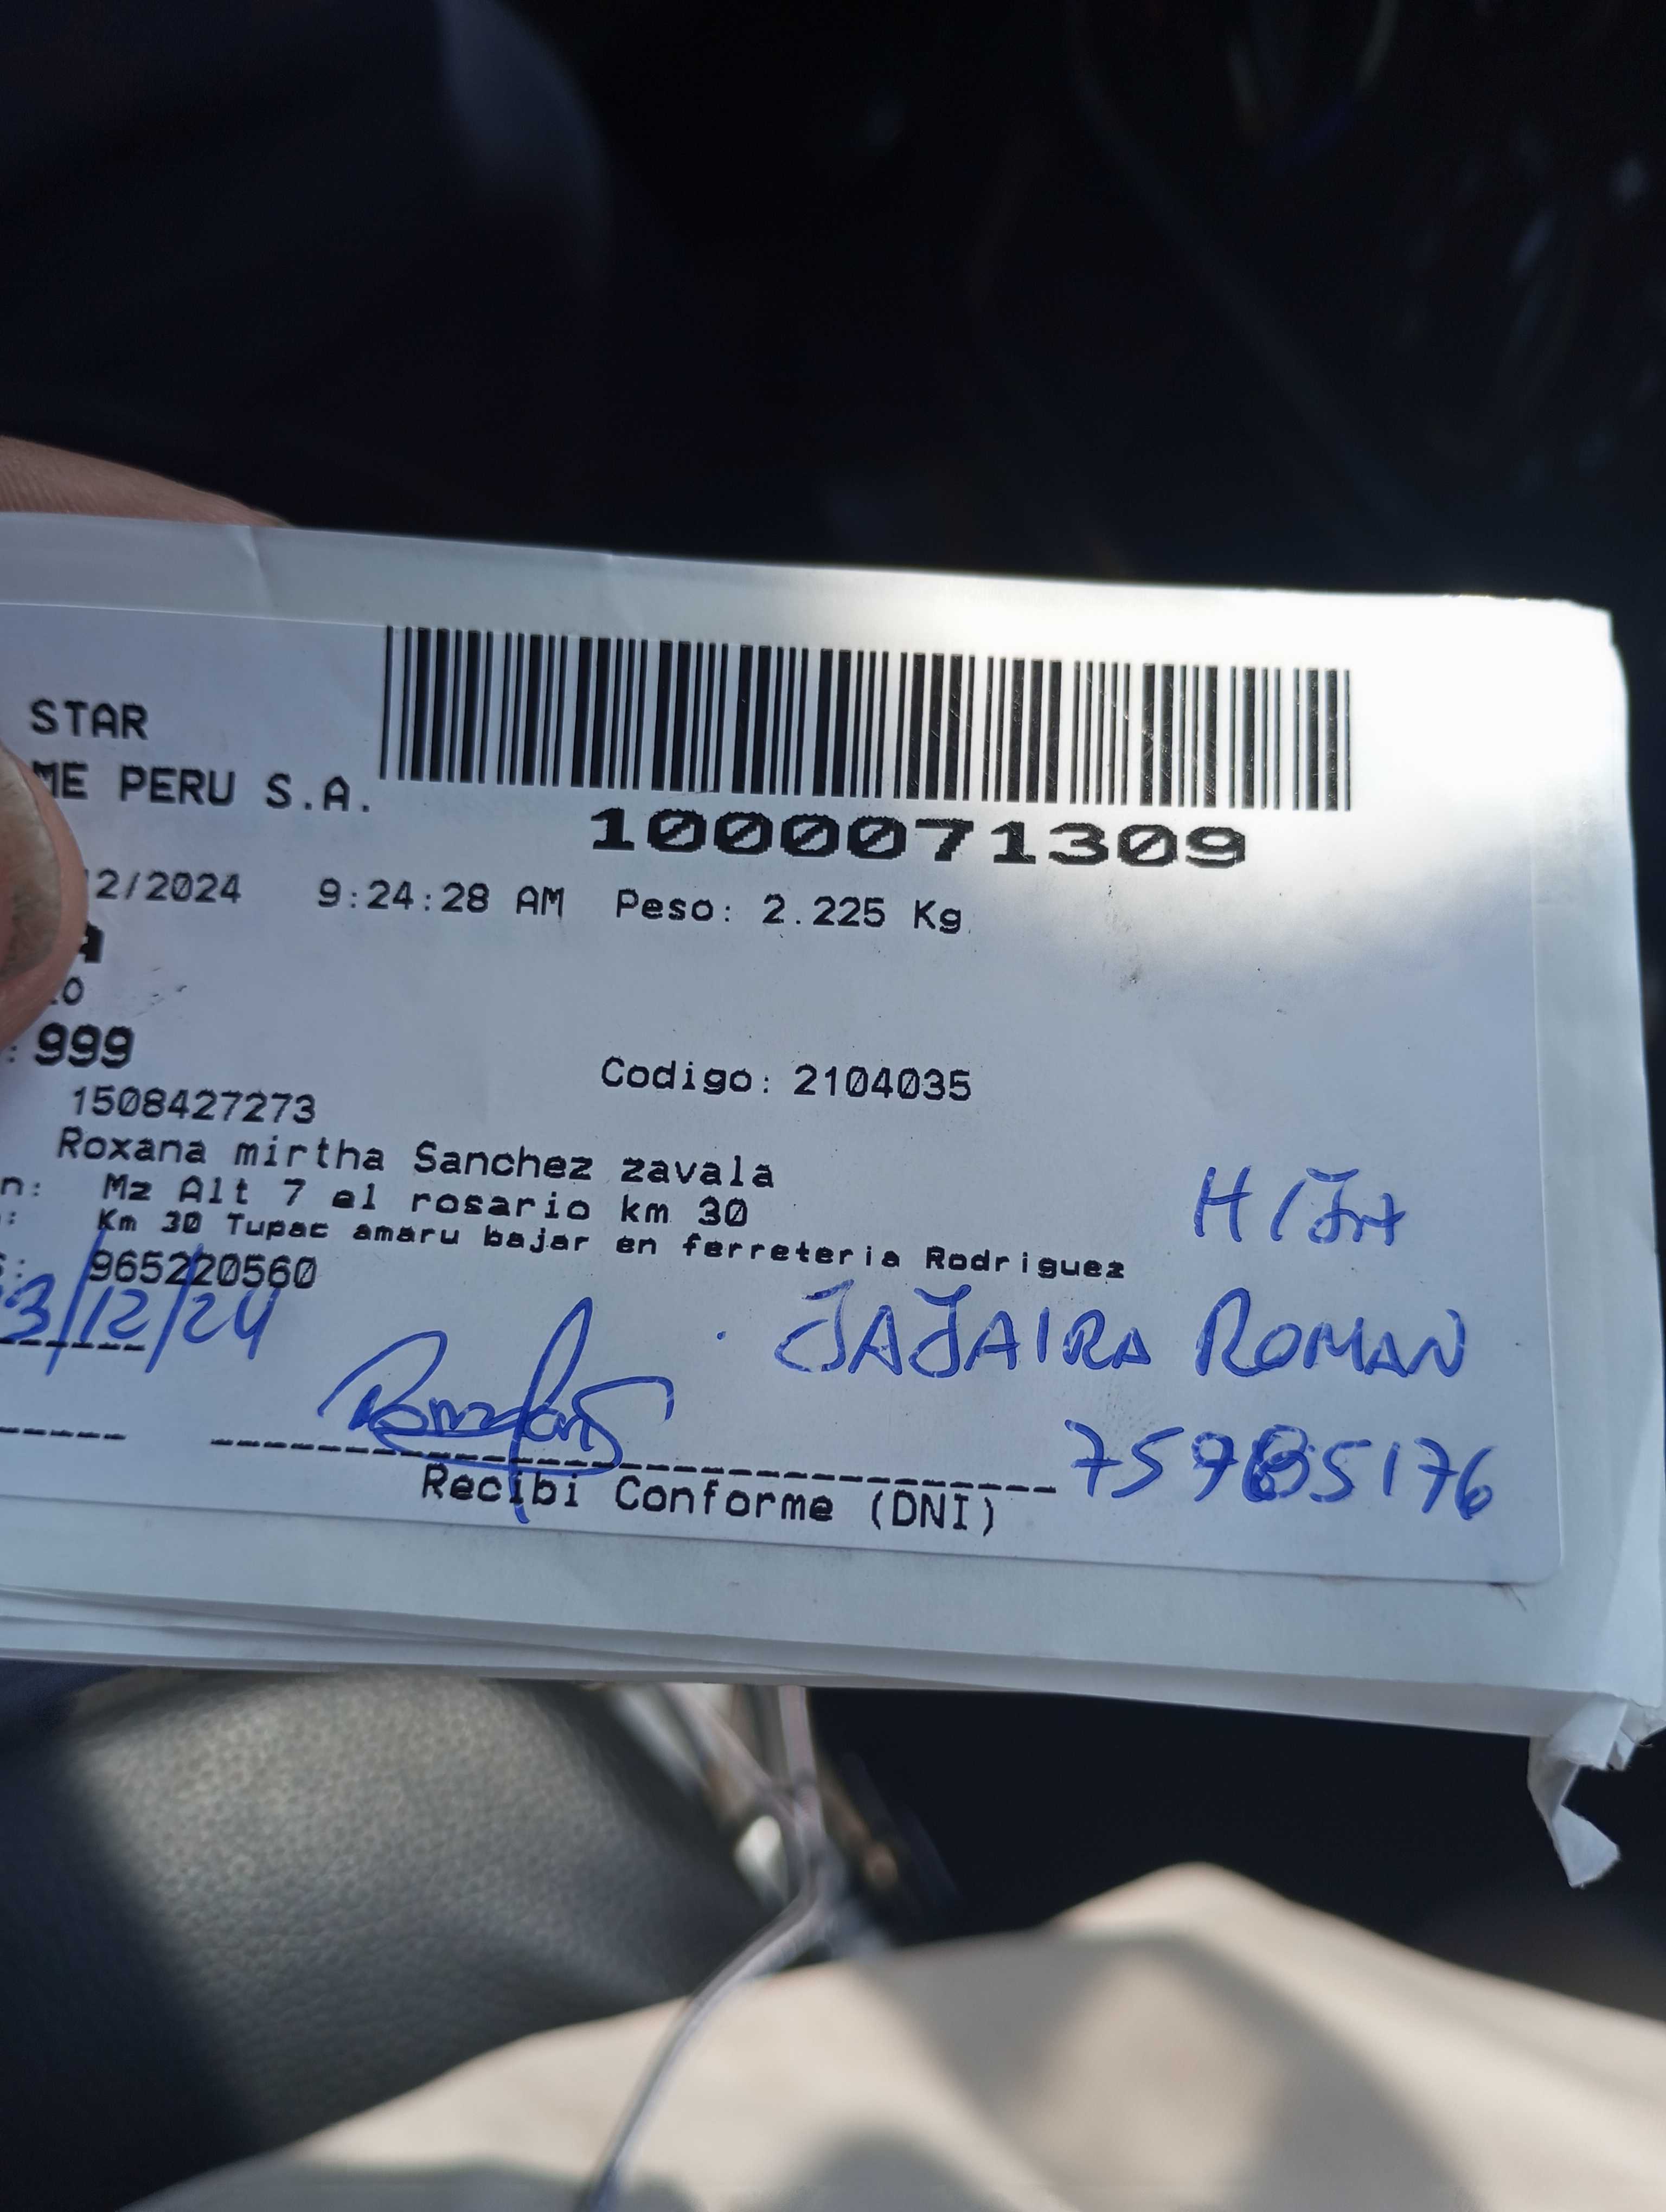 STAR
ME PERU S.A.
1000071309
12/2024 9:24:28 AM Peso: 2.225 Kg
999
Codigo: 2104035
1508427273
Roxana mirtha Sanchez zavala
n: Mz Alt 7 el rosario km 30
Km 30 Tupac amaru bajar en ferreteria Rodriguez
965220560
HIJA
3/12/24
JAJAIRA ROMAN
Recibi Conforme (DNI)